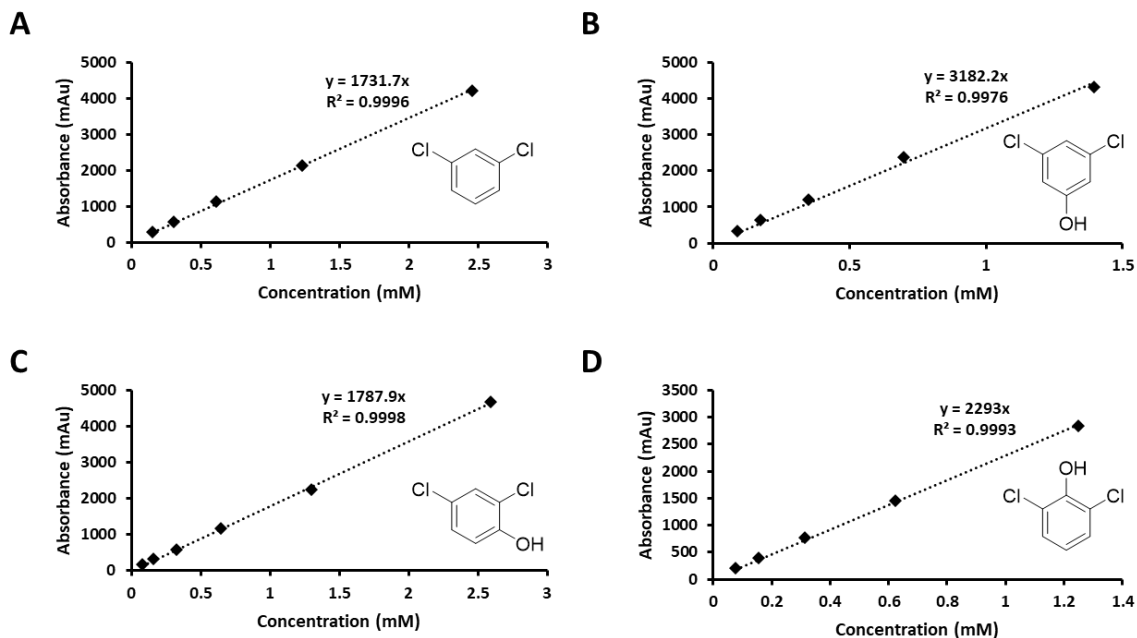 A
y = 1731.7x
R² = 0.9996
Absorbance (mAu)
5000
4000
3000
2000
1000
0
0
0.5
1
1.5
2
2.5
3
Concentration (mM)
Cl
Cl
B
y = 3182.2x
R² = 0.9976
Absorbance (mAu)
5000
4000
3000
2000
1000
0
0
0.5
1
1.5
Concentration (mM)
Cl
Cl
OH
C
y = 1787.9x
R² = 0.9998
Absorbance (mAu)
5000
4000
3000
2000
1000
0
0
0.5
1
1.5
2
2.5
3
Concentration (mM)
Cl
Cl
OH
D
y = 2293x
R² = 0.9993
Absorbance (mAu)
3500
3000
2500
2000
1500
1000
500
0
0
0.2
0.4
0.6
0.8
1
1.2
1.4
Concentration (mM)
OH
Cl
Cl